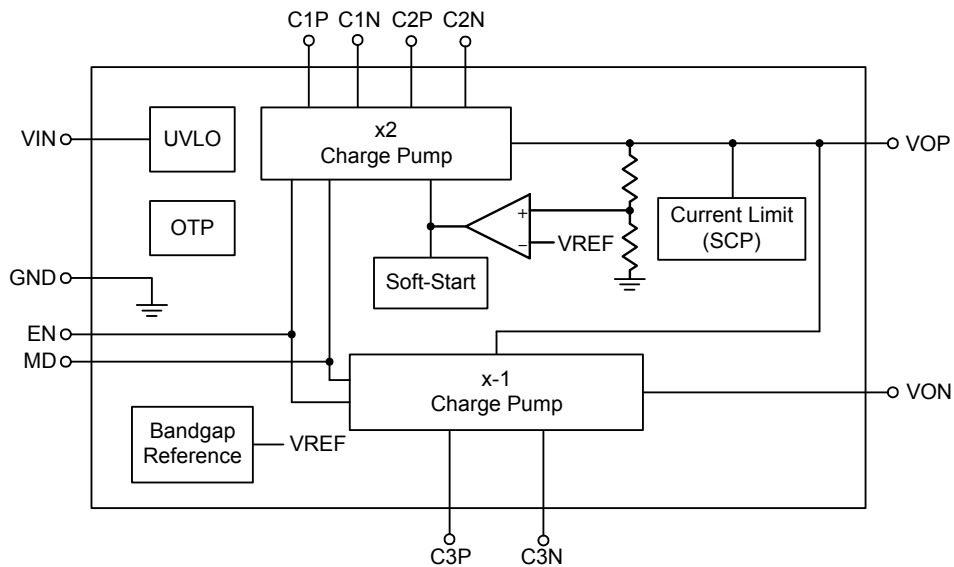 C1P C1N C2P C2N
VIN
UVLO
x2
Charge Pump
VOP
OTP
+
−
VREF
Current Limit
(SCP)
Soft-Start
GND
EN
MD
x-1
Charge Pump
VON
Bandgap
Reference
VREF
C3P C3N